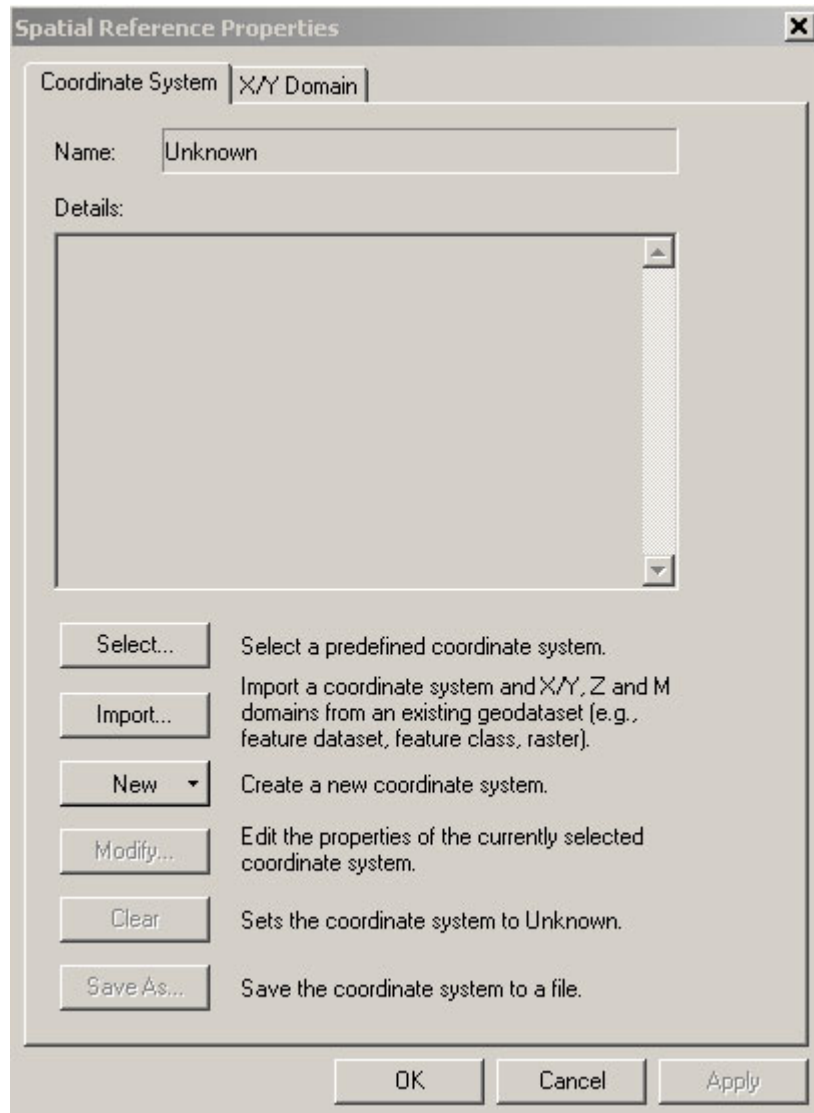 Spatial Reference Properties
Coordinate System
X/Y Domain
Name:
Unknown
Details:
Select...
Select a predefined coordinate system.
Import...
Import a coordinate system and X/Y, Z and M
domains from an existing geodataset (e.g.,
feature dataset, feature class, raster).
New
Create a new coordinate system.
Modify...
Edit the properties of the currently selected
coordinate system.
Clear
Sets the coordinate system to Unknown.
Save As...
Save the coordinate system to a file.
OK
Cancel
Apply